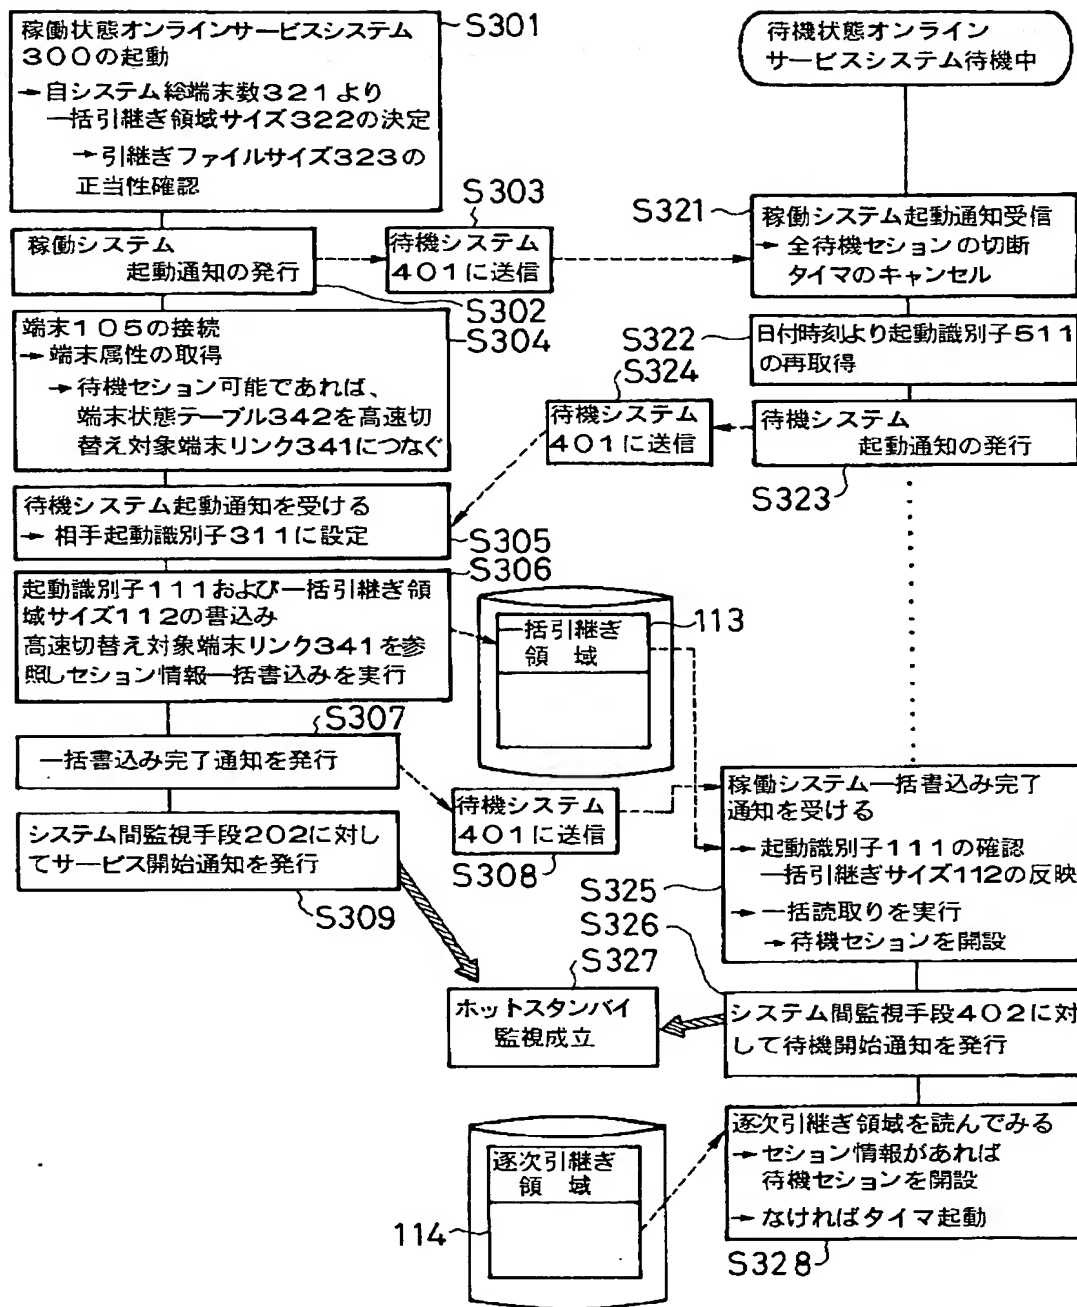 稼働状態オンラインサービスシステム
300の起動
→ 自システム総端末数321より
一括引継ぎ領域サイズ322の決定
→ 引継ぎファイルサイズ323の
正当性確認
S301
待機状態オンライン
サービスシステム待機中
稼働システム
起動通知の発行
S302
S303
待機システム
401に送信
S321
稼働システム起動通知受信
→ 全待機セションの切断
タイマのキャンセル
端末105の接続
→ 端末属性の取得
→ 待機セション可能であれば、
端末状態テーブル342を高速切
替え対象端末リンク341につなぐ
S304
S322
日付時刻より起動識別子511
の再取得
S324
待機システム
401に送信
待機システム
起動通知の発行
S323
待機システム起動通知を受ける
→ 相手起動識別子311に設定
S305
S306
起動識別子111および一括引継ぎ領
域サイズ112の書込み
高速切替え対象端末リンク341を参
照しセション情報一括書込みを実行
一括引継ぎ
領域
113
S307
一括書込み完了通知を発行
待機システム
401に送信
S308
稼働システム一括書込み完了
通知を受ける
→ 起動識別子111の確認
一括引継ぎサイズ112の反映
→ 一括読取りを実行
→ 待機セションを開設
S325
システム間監視手段202に対し
てサービス開始通知を発行
S309
S326
S327
ホットスタンバイ
監視成立
システム間監視手段402に対
して待機開始通知を発行
逐次引継ぎ
領域
114
逐次引継ぎ領域を読んでみる
→ セション情報があれば
待機セションを開設
→ なければタイマ起動
S328